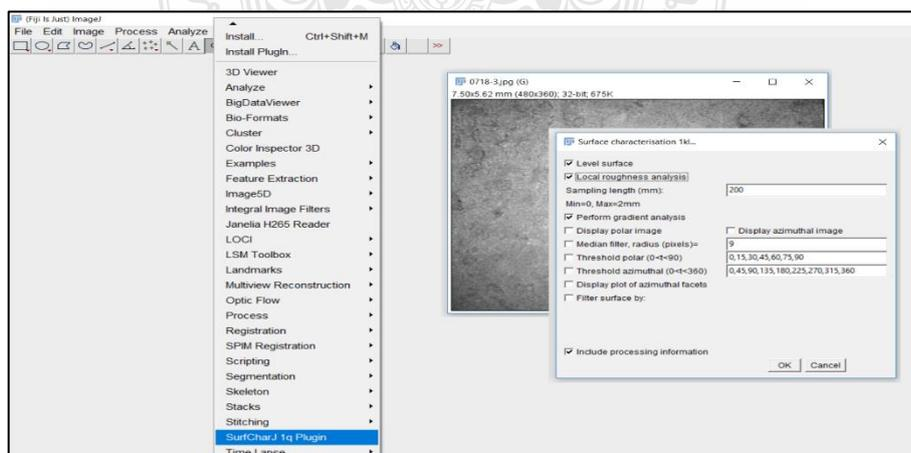 (Fiji Is Just) ImageJ
File Edit Image Process Analyze
A
>>
Install... Ctrl+Shift+M
Install PlugIn...
3D Viewer
Analyze
BigDataViewer
Bio-Formats
Cluster
Color Inspector 3D
Examples
Feature Extraction
Image5D
Integral Image Filters
Janelia H265 Reader
LOCI
LSM Toolbox
Landmarks
Multiview Reconstruction
Optic Flow
Process
Registration
SPIM Registration
Scripting
Segmentation
Skeleton
Stacks
Stitching
SurfCharJ 1q Plugin
Time Lapse
0718-3.jpg (G)
7.50x5.62 mm (480x360); 32-bit; 675K
Surface characterisation 1kl...
Level surface
Local roughness analysis
Sampling length (mm): 200
Min=0, Max=2mm
Perform gradient analysis
Display polar image Display azimuthal image
Median filter, radius (pixels)= 9
Threshold polar (0<t<90) 0,15,30,45,60,75,90
Threshold azimuthal (0<t<360) 0,45,90,135,180,225,270,315,360
Display plot of azimuthal facets
Filter surface by:
Include processing information
OK Cancel